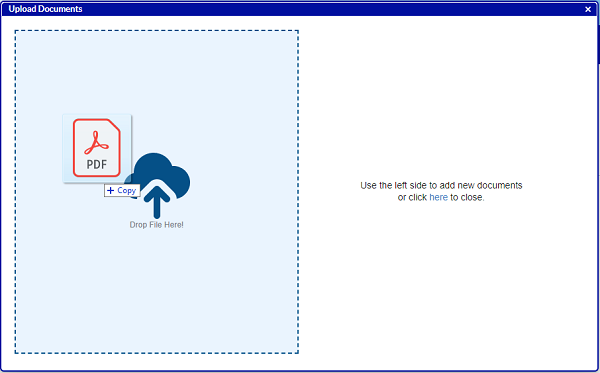 Upload Documents
PDF
+ Copy
Drop File Here!
Use the left side to add new documents
or click here to close.